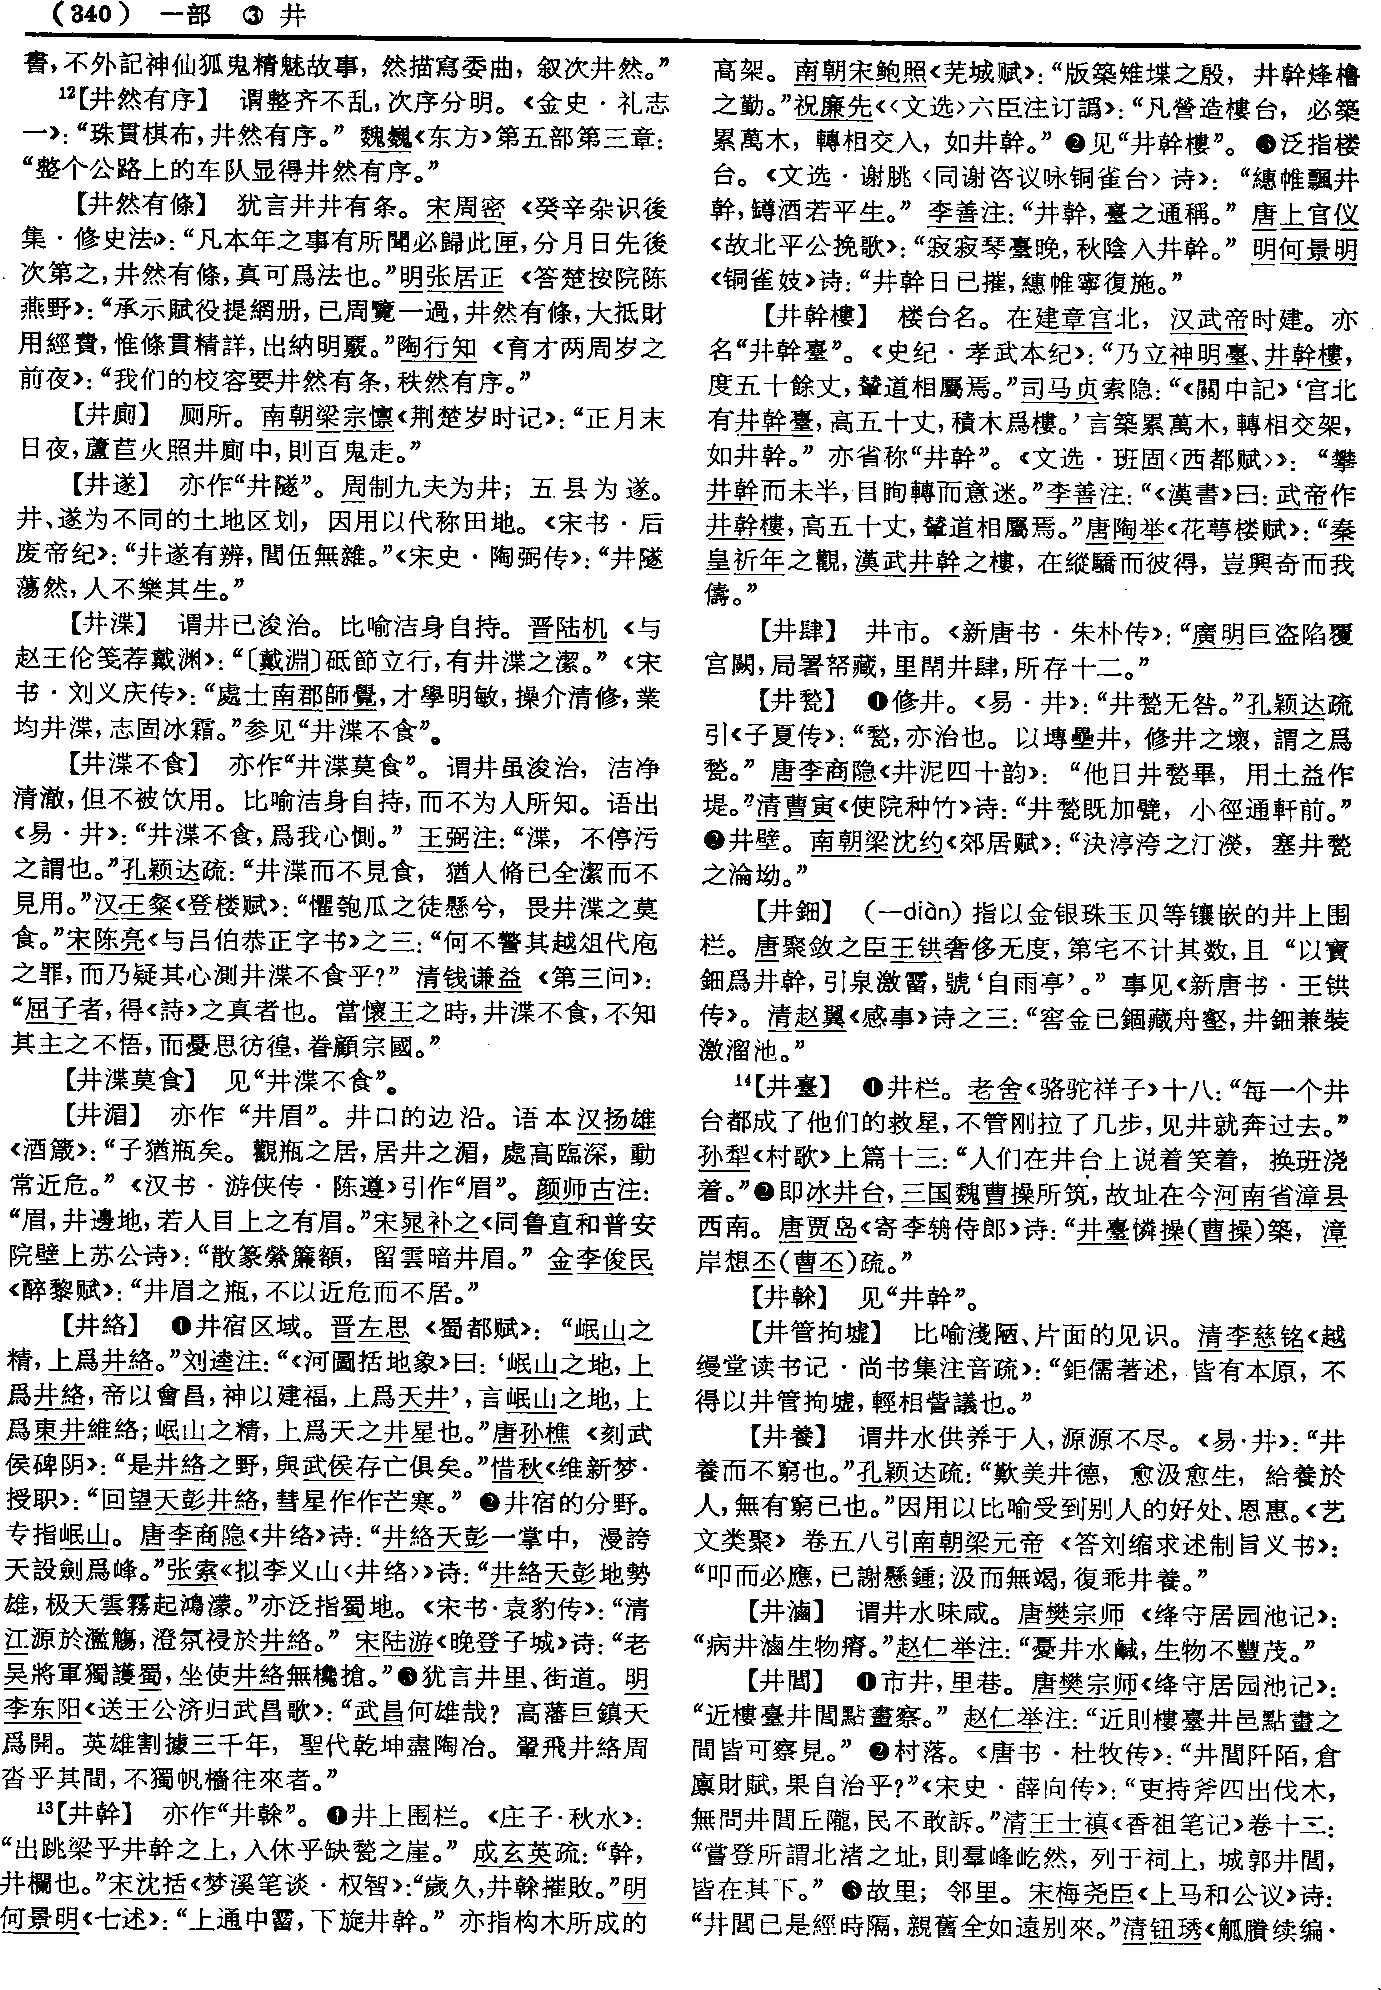 （340） 一部 ③ 井
書，不外記神仙狐鬼精魅故事，然描寫委曲，叙次井然。”
12【井然有序】 谓整齐不乱，次序分明。《金史·礼志
一》：“珠貫棋布，井然有序。” 魏巍《东方》第五部第三章：
“整个公路上的车队显得井然有序。”
【井然有條】 犹言井井有条。宋周密《癸辛杂识後
集·修史法》：“凡本年之事有所聞必歸此匣，分月日先後
次第之，井然有條，真可爲法也。”明张居正《答楚按院陈
燕野》：“承示賦役提綱册，已周覽一過，井然有條，大抵財
用經費，惟條貫精詳，出納明覈。”陶行知《育才两周岁之
前夜》：“我们的校容要井然有条，秩然有序。”
【井廁】 厕所。南朝梁宗懔《荆楚岁时记》：“正月末
日夜，蘆苣火照井廁中，則百鬼走。”
【井遂】 亦作“井隧”。周制九夫为井；五县为遂。
井、遂为不同的土地区划，因用以代称田地。《宋书·后
废帝纪》：“井遂有辨，閭伍無雜。”《宋史·陶弼传》：“井隧
蕩然，人不樂其生。”
【井渫】 谓井已浚治。比喻洁身自持。晋陆机《与
赵王伦笺荐戴渊》：“〔戴淵〕砥節立行，有井渫之潔。”《宋
书·刘义庆传》：“處士南郡師覺，才學明敏，操介清修，業
均井渫，志固冰霜。”参见“井渫不食”。
【井渫不食】 亦作“井渫莫食”。谓井虽浚治，洁净
清澈，但不被饮用。比喻洁身自持，而不为人所知。语出
《易·井》：“井渫不食，爲我心惻。” 王弼注：“渫，不停污
之謂也。”孔颖达疏：“井渫而不見食，猶人脩己全潔而不
見用。”汉王粲《登楼赋》：“懼匏瓜之徒懸兮，畏井渫之莫
食。”宋陈亮《与吕伯恭正字书》之三：“何不警其越俎代庖
之罪，而乃疑其心測井渫不食乎？” 清钱谦益《第三问》：
“屈子者，得《詩》之真者也。當懷王之時，井渫不食，不知
其主之不悟，而憂思彷徨，眷顧宗國。”
【井渫莫食】 见“井渫不食”。
【井湄】 亦作“井眉”。井口的边沿。语本汉扬雄
《酒箴》：“子猶瓶矣。觀瓶之居，居井之湄，處高臨深，動
常近危。”《汉书·游侠传·陈遵》引作“眉”。颜师古注：
“眉，井邊地，若人目上之有眉。”宋晁补之《同鲁直和普安
院壁上苏公诗》：“散篆縈簾額，留雲暗井眉。” 金李俊民
《醉黎赋》：“井眉之瓶，不以近危而不居。”
【井絡】 ❶井宿区域。晋左思《蜀都赋》：“岷山之
精，上爲井絡。”刘逵注：“《河圖括地象》曰：‘岷山之地，上
爲井絡，帝以會昌，神以建福，上爲天井’，言岷山之地，上
爲東井維絡；岷山之精，上爲天之井星也。”唐孙樵《刻武
侯碑阴》：“是井絡之野，與武侯存亡俱矣。”惜秋《维新梦·
授职》：“回望天彭井絡，彗星作作芒寒。” ❷井宿的分野。
专指岷山。唐李商隐《井络》诗：“井絡天彭一掌中，漫誇
天設劍爲峰。”张索《拟李义山〈井络〉》诗：“井絡天彭地勢
雄，极天雲霧起鴻濛。”亦泛指蜀地。《宋书·袁豹传》：“清
江源於濫觴，澄氛祲於井絡。” 宋陆游《晚登子城》诗：“老
吴將軍獨護蜀，坐使井絡無欃搶。”❸犹言井里、街道。明
李东阳《送王公济归武昌歌》：“武昌何雄哉？高藩巨鎮天
爲開。英雄割據三千年，聖代乾坤盡陶冶。翬飛井絡周
沓乎其間，不獨帆檣往來者。”
13【井幹】 亦作“井榦”。❶井上围栏。《庄子·秋水》：
“出跳梁乎井幹之上，入休乎缺甃之崖。” 成玄英疏：“幹，
井欄也。”宋沈括《梦溪笔谈·权智》：“歲久，井榦摧敗。”明
何景明《七述》：“上通中霤，下旋井幹。” 亦指构木所成的
高架。南朝宋鲍照《芜城赋》：“版築雉堞之殷，井幹烽櫓
之勤。”祝廉先《〈文选〉六臣注订譌》：“凡營造樓台，必築
累萬木，轉相交入，如井幹。” ❷见“井幹樓”。❸泛指楼
台。《文选·谢朓〈同谢咨议咏铜雀台〉诗》：“繐帷飄井
幹，鐏酒若平生。” 李善注：“井幹，臺之通稱。” 唐上官仪
《故北平公挽歌》：“寂寂琴臺晚，秋陰入井幹。” 明何景明
《铜雀妓》诗：“井幹日已摧，繐帷寧復施。”
【井幹樓】 楼台名。在建章宫北，汉武帝时建。亦
名“井幹臺”。《史纪·孝武本纪》：“乃立神明臺、井幹樓，
度五十餘丈，輦道相屬焉。”司马贞索隐：“《關中記》‘宫北
有井幹臺，高五十丈，積木爲樓。’言築累萬木，轉相交架，
如井幹。” 亦省称“井幹”。《文选·班固〈西都赋〉》：“攀
井幹而未半，目眴轉而意迷。”李善注：“《漢書》曰：武帝作
井幹樓，高五十丈，輦道相屬焉。”唐陶举《花萼楼赋》：“秦
皇祈年之觀，漢武井幹之樓，在縱驕而彼得，豈興奇而我
儔。”
【井肆】 井市。《新唐书·朱朴传》：“廣明巨盗陷覆
宫闕，局署帑藏，里閈井肆，所存十二。”
【井甃】 ❶修井。《易·井》：“井甃无咎。”孔颖达疏
引《子夏传》：“甃，亦治也。以塼壘井，修井之壞，謂之爲
甃。” 唐李商隐《井泥四十韵》：“他日井甃畢，用土益作
堤。”清曹寅《使院种竹》诗：“井甃既加甓，小徑通軒前。”
❷井壁。南朝梁沈约《郊居赋》：“決渟洿之汀濙，塞井甃
之淪坳。”
【井鈿】 （—diàn）指以金银珠玉贝等镶嵌的井上围
栏。唐聚敛之臣王𫟹奢侈无度，第宅不计其数，且“以寶
鈿爲井幹，引泉激霤，號‘自雨亭’。” 事见《新唐书·王𫟹
传》。清赵翼《感事》诗之三：“窖金已錮藏舟壑，井鈿兼裝
激溜池。”
14【井臺】 ❶井栏。老舍《骆驼祥子》十八：“每一个井
台都成了他们的救星，不管刚拉了几步，见井就奔过去。”
孙犁《村歌》上篇十三：“人们在井台上说着笑着，换班浇
着。”❷即冰井台，三国魏曹操所筑，故址在今河南省漳县
西南。唐贾岛《寄李辀侍郎》诗：“井臺憐操（曹操）築，漳
岸想丕（曹丕）疏。”
【井榦】 见“井幹”。
【井管拘墟】 比喻淺陋、片面的见识。清李慈铭《越
缦堂读书记·尚书集注音疏》：“鉅儒著述，皆有本原，不
得以井管拘墟，輕相訾議也。”
【井養】 谓井水供养于人，源源不尽。《易·井》：“井
養而不窮也。”孔颖达疏：“歎美井德，愈汲愈生，給養於
人，無有窮已也。”因用以比喻受到别人的好处、恩惠。《艺
文类聚》卷五八引南朝梁元帝《答刘缩求述制旨义书》：
“叩而必應，已謝懸鍾；汲而無竭，復乖井養。”
【井滷】 谓井水味咸。唐樊宗师《绛守居园池记》：
“病井滷生物瘠。”赵仁举注：“憂井水鹹，生物不豐茂。”
【井閭】 ❶市井，里巷。唐樊宗师《绛守居园池记》：
“近樓臺井閭點畫察。” 赵仁举注：“近則樓臺井邑點畫之
間皆可察見。” ❷村落。《唐书·杜牧传》：“井閭阡陌，倉
廩財賦，果自治乎？”《宋史·薛向传》：“吏持斧四出伐木，
無問井閭丘隴，民不敢訴。”清王士禛《香祖笔记》卷十三：
“嘗登所謂北渚之址，則羣峰屹然，列于祠上，城郭井閭，
皆在其下。” ❸故里；邻里。宋梅尧臣《上马和公议》诗：
“井閭已是經時隔，親舊全如遠别來。”清钮琇《觚賸续编·